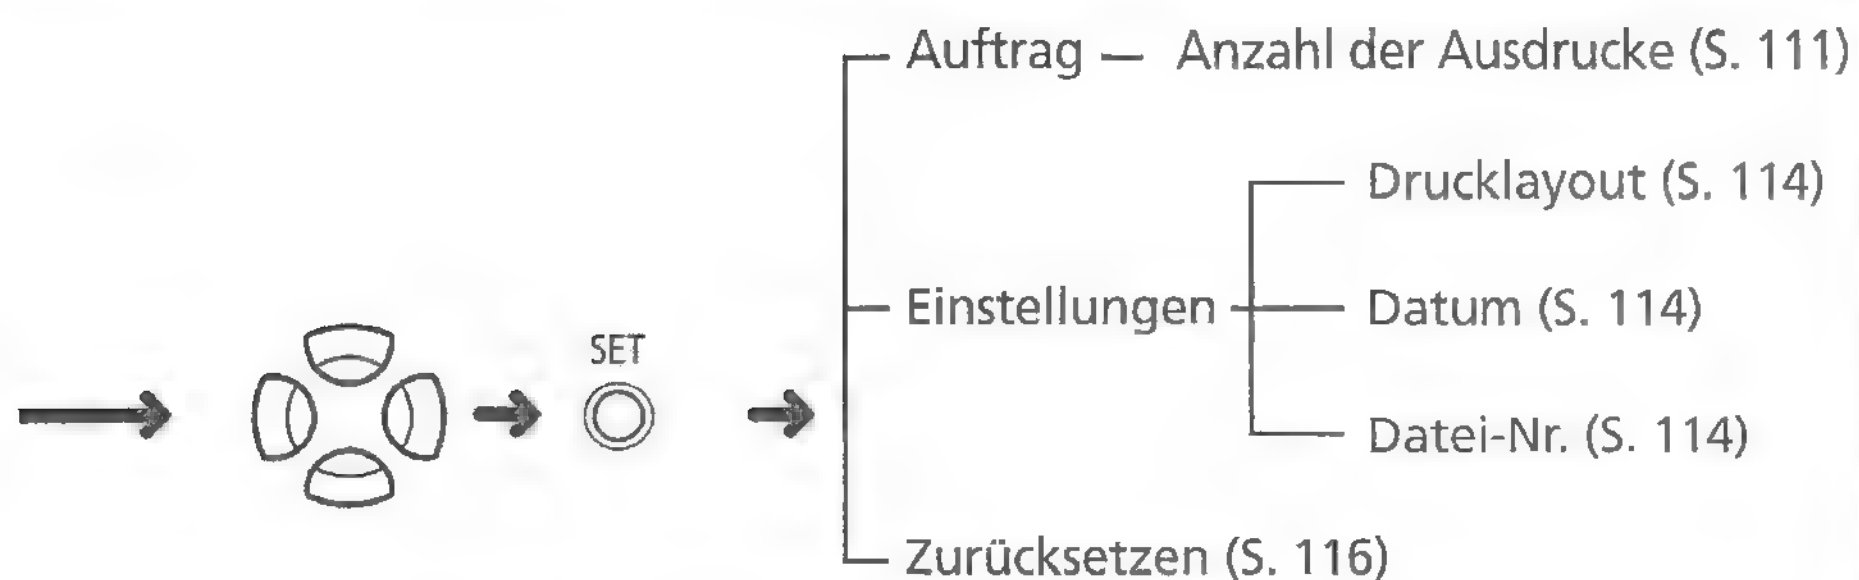 Auftrag — Anzahl der Ausdrucke (S. 111)
Drucklayout (S. 114)
Einstellungen
Datum (S. 114)
SET
Datei-Nr. (S. 114)
Zurücksetzen (S. 116)